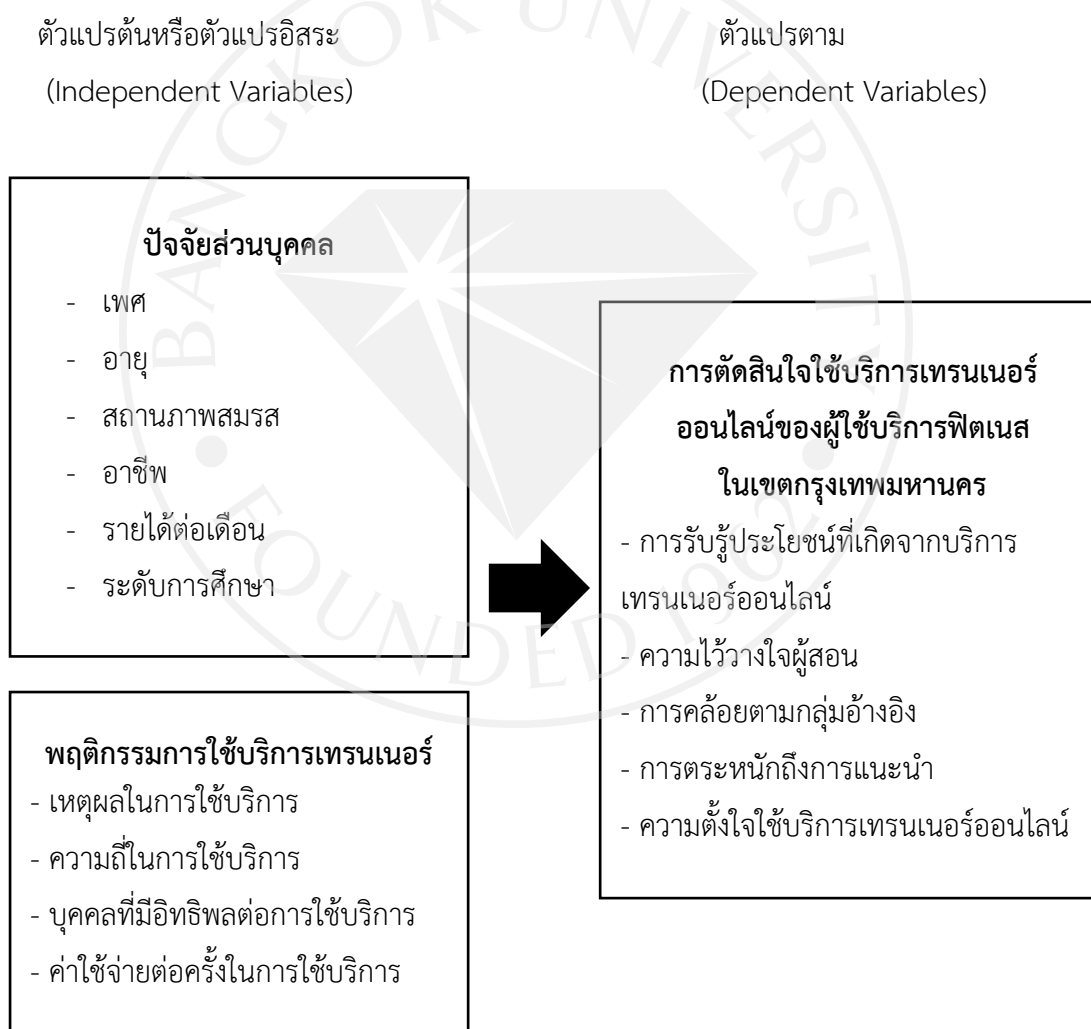 ตัวแปรต้นหรือตัวแปรอิสระ
(Independent Variables)
ตัวแปรตาม
(Dependent Variables)
ปัจจัยส่วนบุคคล
- เพศ
- อายุ
- สถานภาพสมรส
- อาชีพ
- รายได้ต่อเดือน
- ระดับการศึกษา
พฤติกรรมการใช้บริการเทรนเนอร์
- เหตุผลในการใช้บริการ
- ความถี่ในการใช้บริการ
- บุคคลที่มีอิทธิพลต่อการใช้บริการ
- ค่าใช้จ่ายต่อครั้งในการใช้บริการ
การตัดสินใจใช้บริการเทรนเนอร์
ออนไลน์ของผู้ใช้บริการฟิตเนส
ในเขตกรุงเทพมหานคร
- การรับรู้ประโยชน์ที่เกิดจากบริการ
เทรนเนอร์ออนไลน์
- ความไว้วางใจผู้สอน
- การคล้อยตามกลุ่มอ้างอิง
- การตระหนักถึงการแนะนำ
- ความตั้งใจใช้บริการเทรนเนอร์ออนไลน์
BANGKOK UNIVERSITY
FOUNDED 1962